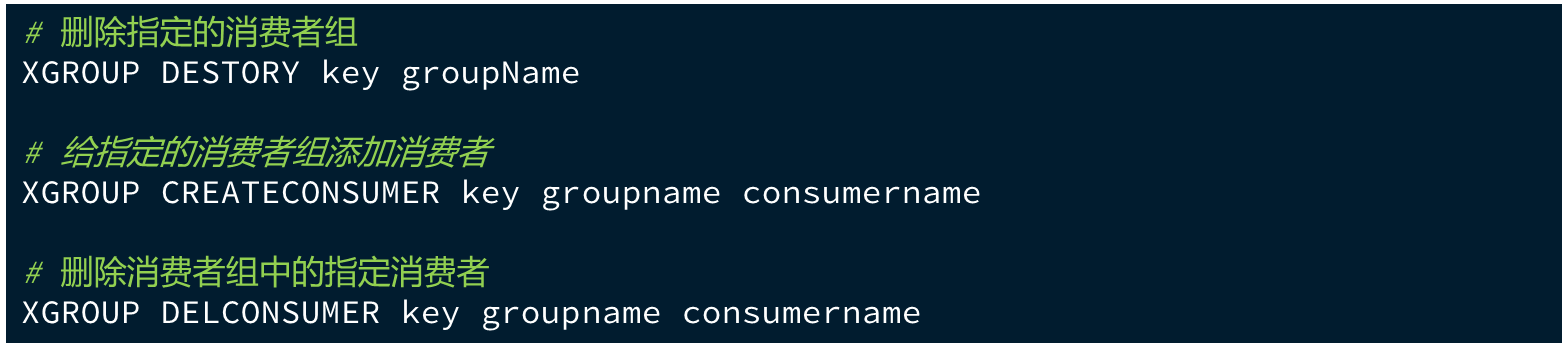 # 删除指定的消费者组
XGROUP DESTORY key groupName
# 给指定的消费者组添加消费者
XGROUP CREATECONSUMER key groupname consumername
# 删除消费者组中的指定消费者
XGROUP DELCONSUMER key groupname consumername